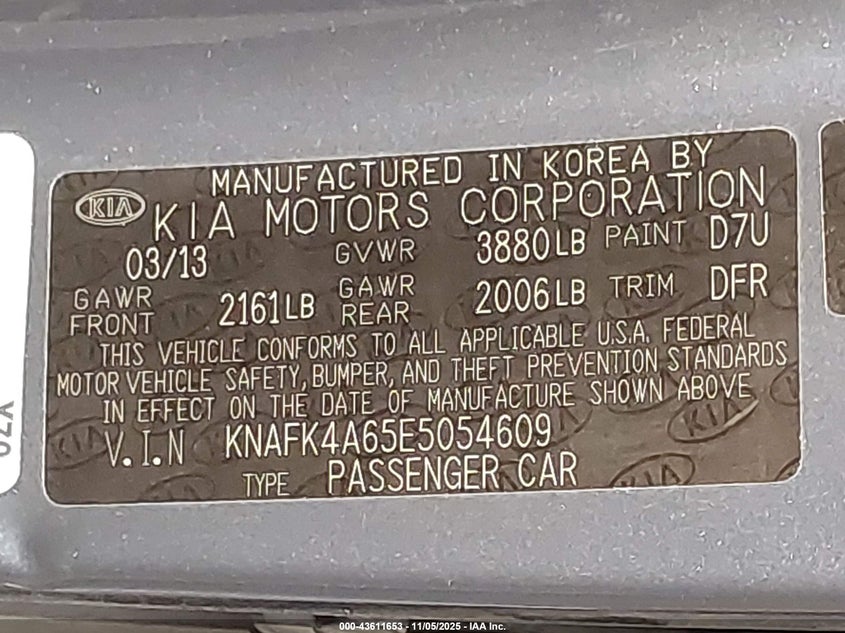 MANUFACTURED IN KOREA BY
KIA KIA MOTORS CORPORATION
03/13 GVWR 3880LB PAINT D7U
GAWR FRONT 2161LB GAWR REAR 2006LB TRIM DFR
THIS VEHICLE CONFORMS TO ALL APPLICABLE U.S.A. FEDERAL
MOTOR VEHICLE SAFETY, BUMPER, AND THEFT PREVENTION STANDARDS
IN EFFECT ON THE DATE OF MANUFACTURE SHOWN ABOVE
V.I.N KNAFK4A65E5054609
TYPE PASSENGER CAR
000-43611653 - 11/05/2025 - IAA Inc.